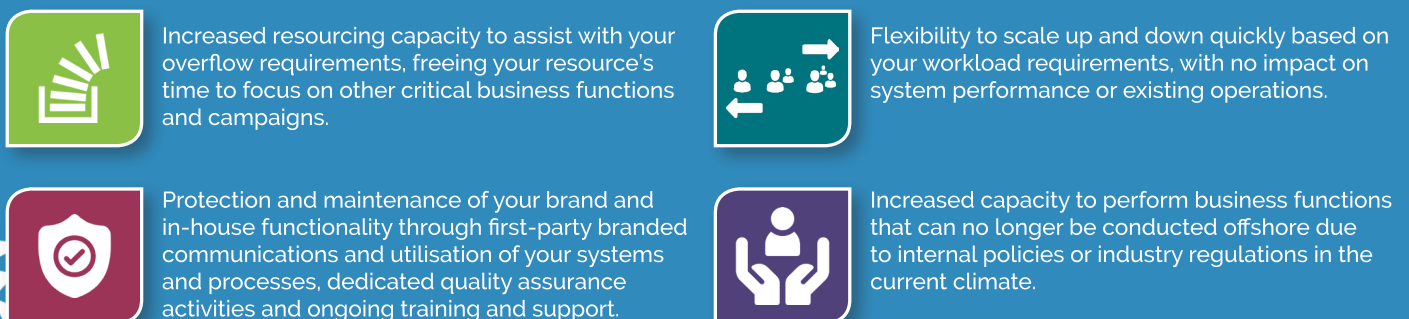 Increased resourcing capacity to assist with your
overflow requirements, freeing your resource's
time to focus on other critical business functions
and campaigns.
Flexibility to scale up and down quickly based on
your workload requirements, with no impact on
system performance or existing operations.
Protection and maintenance of your brand and
in-house functionality through first-party branded
communications and utilisation of your systems
and processes, dedicated quality assurance
activities and ongoing training and support.
Increased capacity to perform business functions
that can no longer be conducted offshore due
to internal policies or industry regulations in the
current climate.